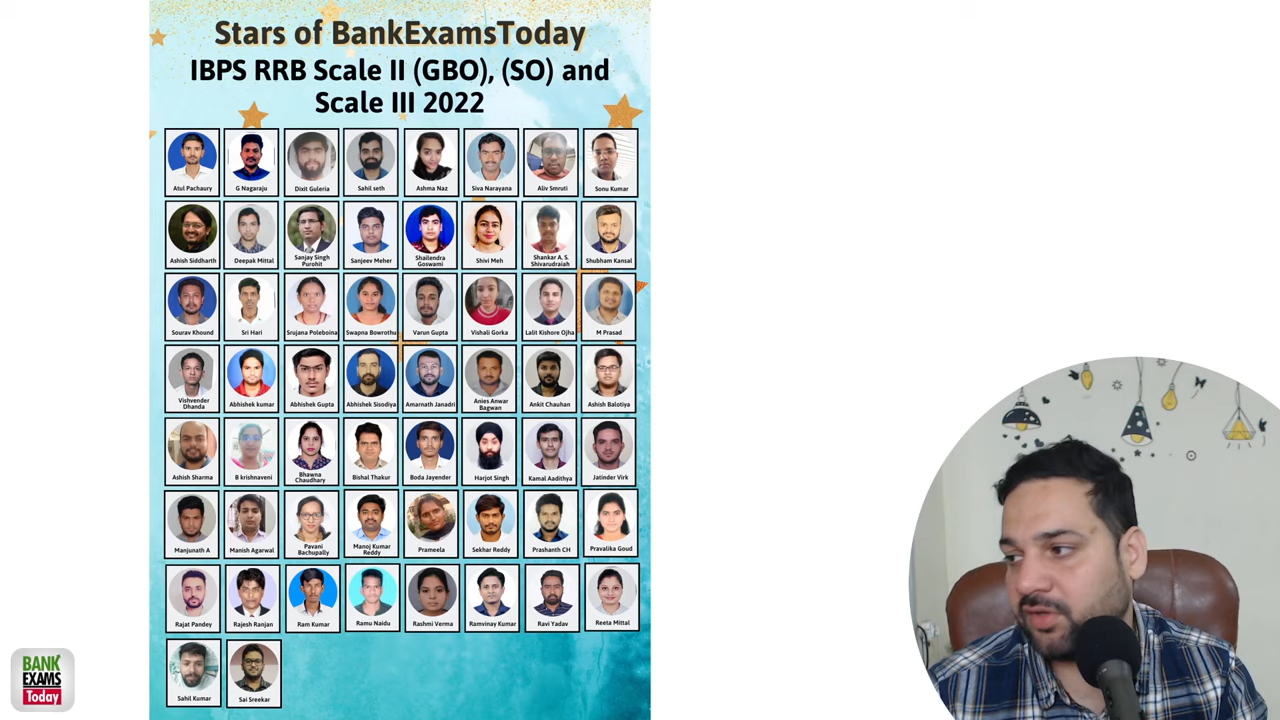 Stars of BankExamsToday
IBPS RRB Scale II (GBO), (SO) and
Scale III 2022
Atul Pachaury
G Nagaraju
Dixit Guleria
Sahil seth
Ashma Naz
Siva Narayana
Aliv Smruti
Sonu Kumar
Ashish Siddharth
Deepak Mittal
Sanjay Singh
Purohit
Sanjeev Meher
Shailendra
Goswami
Shivi Meh
Shankar A. S.
Shivarudraiah
Shubham Kansal
Sourav Khound
Sri Hari
Srujana Poleboina
Swapna Bowrothu
Varun Gupta
Vishali Gorka
Lalit Kishore Ojha
M Prasad
Vishvender
Dhanda
Abhishek kumar
Abhishek Gupta
Abhishek Sisodiya
Amarnath Janadri
Anies Anwar
Bagwan
Ankit Chauhan
Ashish Balotiya
Ashish Sharma
B krishnaveni
Bhawna
Chaudhary
Bishal Thakur
Boda Jayender
Harjot Singh
Kamal Aadithya
Jatinder Virk
Manjunath A
Manish Agarwal
Pavani
Bachupally
Manoj Kumar
Reddy
Prameela
Sekhar Reddy
Prashanth CH
Pravalika Goud
Rajat Pandey
Rajesh Ranjan
Ram Kumar
Ramu Naidu
Rashmi Verma
Ramvinay Kumar
Ravi Yadav
Reeta Mittal
Sahil Kumar
Sai Sreekar
BANK
EXAMS
Today